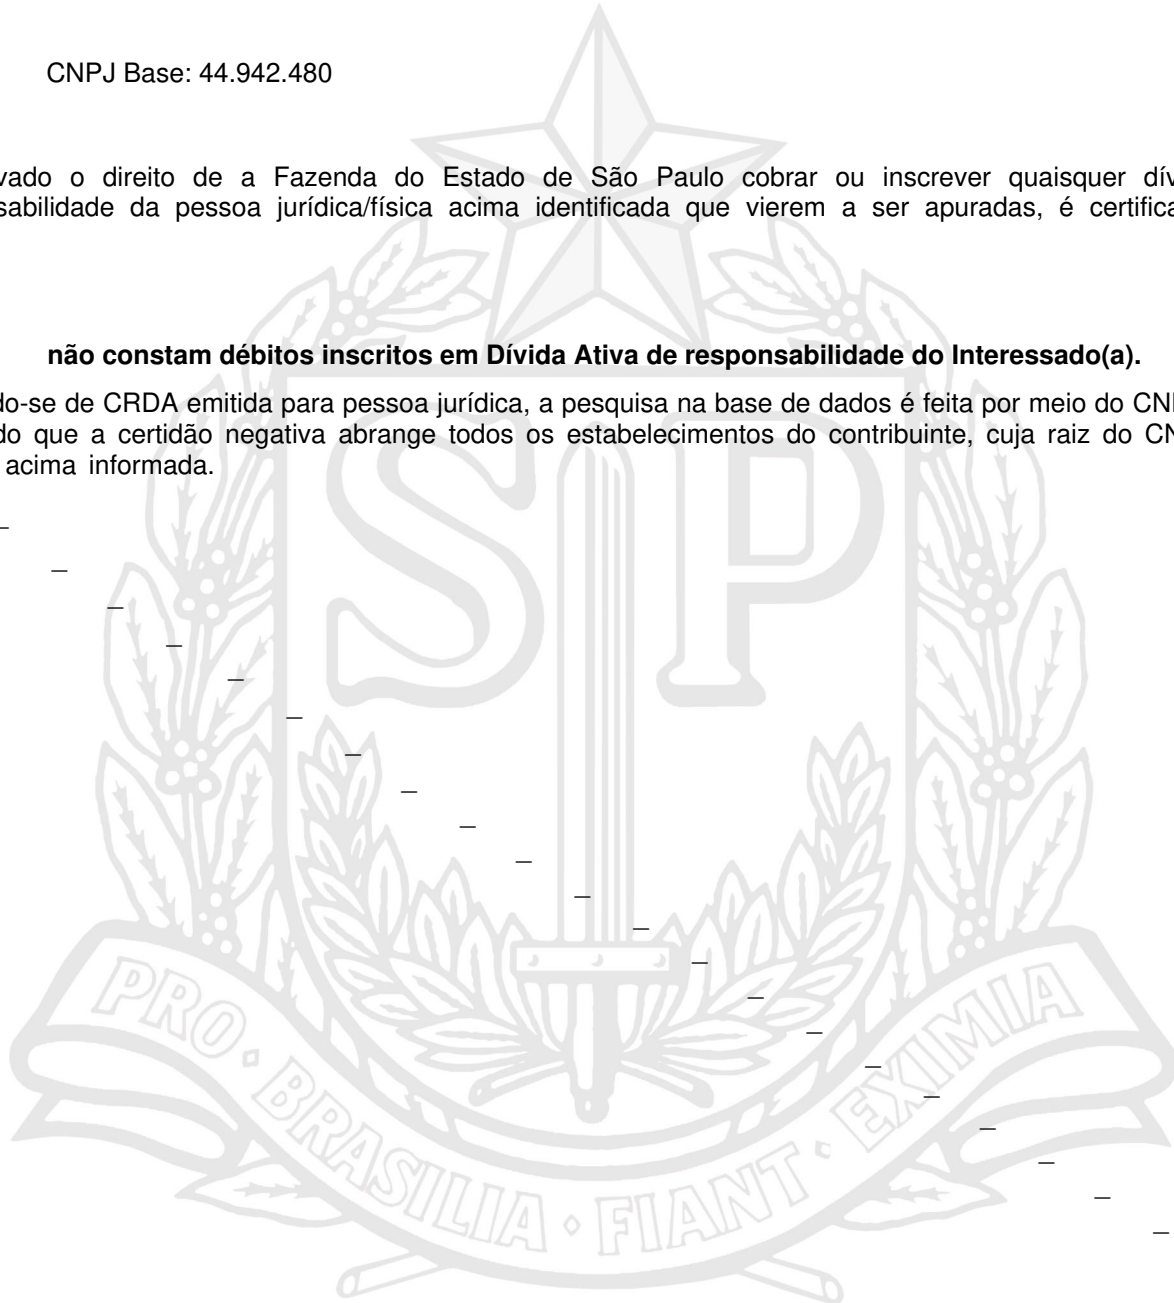 CNPJ Base: 44.942.480
vado o direito de a Fazenda do Estado de São Paulo cobrar ou inscrever quaisquer dív
sabilidade da pessoa jurídica/física acima identificada que vierem a ser apuradas, é certifica
não constam débitos inscritos em Dívida Ativa de responsabilidade do Interessado(a).
do-se de CRDA emitida para pessoa jurídica, a pesquisa na base de dados é feita por meio do CN
do que a certidão negativa abrange todos os estabelecimentos do contribuinte, cuja raiz do CN
acima informada.
SP
PRO · BRASILIA · FIANT · EXIMIA